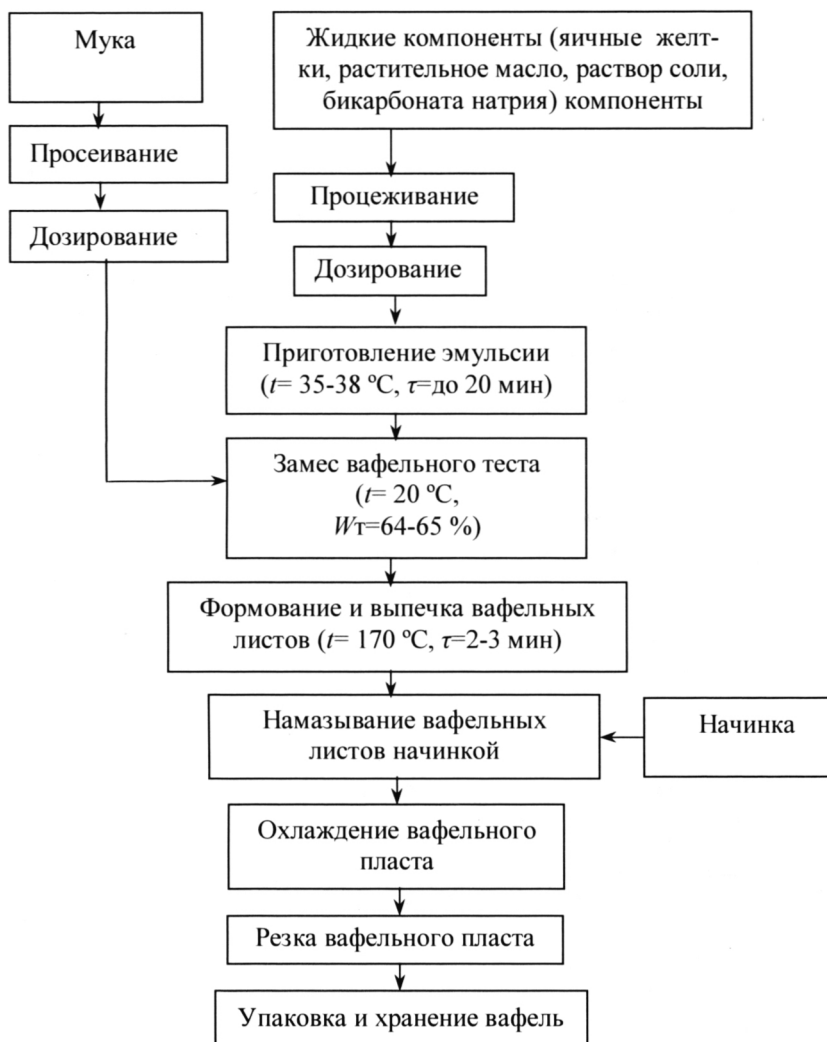 Мука
Жидкие компоненты (яичные желт-
ки, растительное масло, раствор соли,
бикарбоната натрия) компоненты
Просеивание
Процеживание
Дозирование
Дозирование
Приготовление эмульсии
(t= 35-38 ºС, τ=до 20 мин)
Замес вафельного теста
(t= 20 ºС,
Wт=64-65 %)
Формование и выпечка вафельных
листов (t= 170 ºС, τ=2-3 мин)
Намазывание вафельных
листов начинкой
Начинка
Охлаждение вафельного
пласта
Резка вафельного пласта
Упаковка и хранение вафель